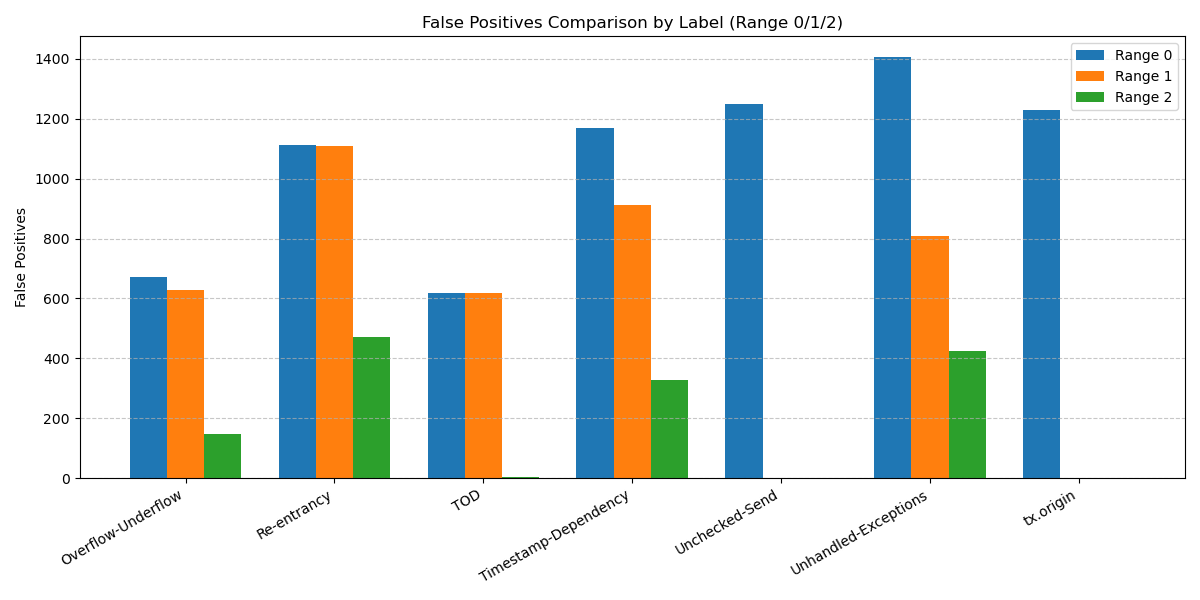 False Positives Comparison by Label (Range 0/1/2)
Range 0
Range 1
Range 2
False Positives
1400
1200
1000
800
600
400
200
0
Overflow-Underflow
Re-entrancy
TOD
Timestamp-Dependency
Unchecked-Send
Unhandled-Exceptions
tx.origin